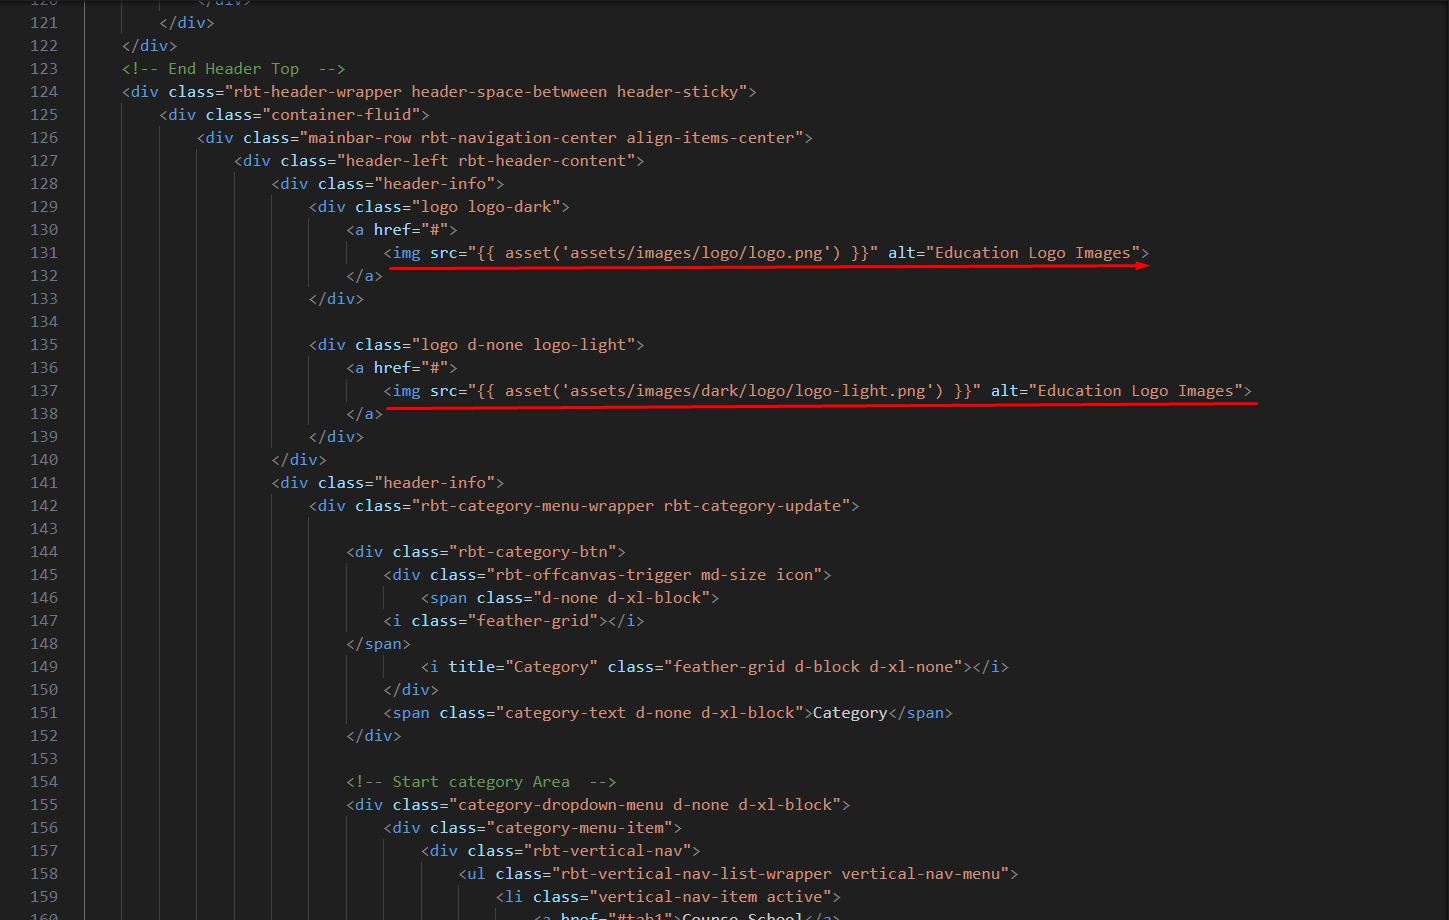 120 </div>
121 </div>
122 </div>
123 <!-- End Header Top  -->
124 <div class="rbt-header-wrapper header-space-betwween header-sticky">
125 <div class="container-fluid">
126 <div class="mainbar-row rbt-navigation-center align-items-center">
127 <div class="header-left rbt-header-content">
128 <div class="header-info">
129 <div class="logo logo-dark">
130 <a href="#">
131 <img src="{{ asset('assets/images/logo/logo.png') }}" alt="Education Logo Images">
132 </a>
133 </div>
134
135 <div class="logo d-none logo-light">
136 <a href="#">
137 <img src="{{ asset('assets/images/dark/logo/logo-light.png') }}" alt="Education Logo Images">
138 </a>
139 </div>
140 </div>
141 <div class="header-info">
142 <div class="rbt-category-menu-wrapper rbt-category-update">
143
144 <div class="rbt-category-btn">
145 <div class="rbt-offcanvas-trigger md-size icon">
146 <span class="d-none d-xl-block">
147 <i class="feather-grid"></i>
148 </span>
149 <i title="Category" class="feather-grid d-block d-xl-none"></i>
150 </div>
151 <span class="category-text d-none d-xl-block">Category</span>
152 </div>
153
154 <!-- Start category Area  -->
155 <div class="category-dropdown-menu d-none d-xl-block">
156 <div class="category-menu-item">
157 <div class="rbt-vertical-nav">
158 <ul class="rbt-vertical-nav-list-wrapper vertical-nav-menu">
159 <li class="vertical-nav-item active">
160 <a href="#tab1">Course School</a>